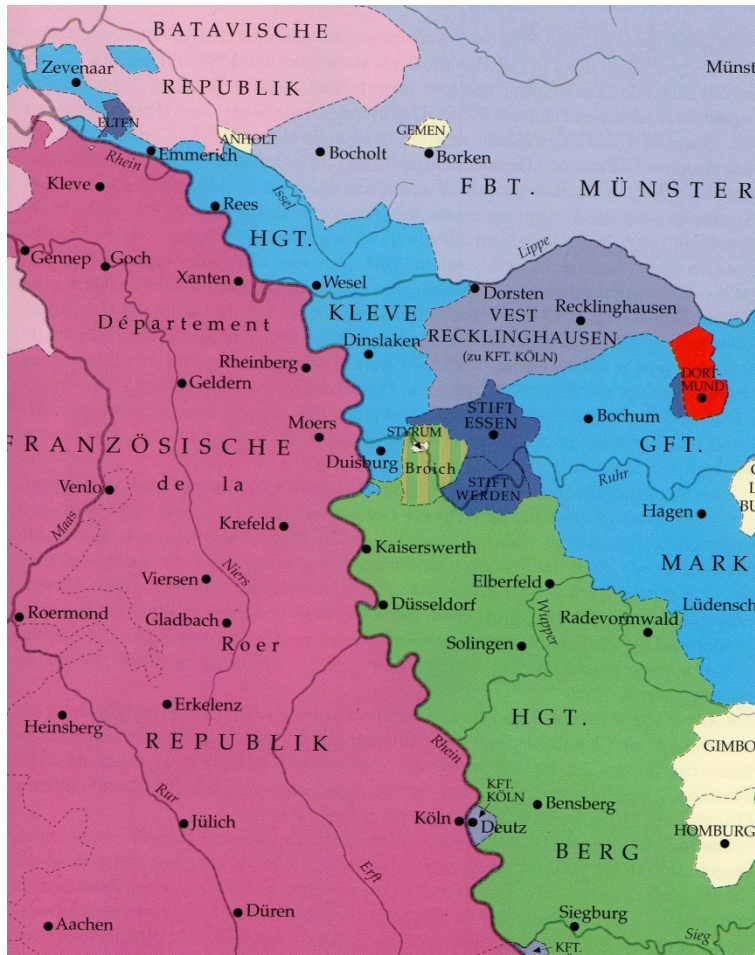 BATAVISCHE
Zevenaar
REPUBLIK
Münst
ELTEN
ANHOLT
GEMEN
Emmerich
Bocholt
Borken
Rhein
Kleve
Issel
FBT. MÜNSTER
Rees
HGT.
Lippe
Gennep
Goch
Xanten
Wesel
Dorsten
KLEVE
VEST
Recklinghausen
Département
Dinslaken
RECKLINGHAUSEN
(zu KFT. KÖLN)
Rheinberg
Geldern
DORT-
MUND
STIFT
ESSEN
Bochum
Moers
STYRUM
GFT.
FRANZÖSISCHE
Duisburg
Broich
de la
STIFT
WERDEN
Ruhr
Venlo
Maas
Krefeld
Hagen
Kaiserswerth
MARK
Viersen
Niers
Elberfeld
Düsseldorf
Lüdensch
Roermond
Gladbach
Wupper
Radevormwald
Roer
Solingen
Erkelenz
Heinsberg
HGT.
REPUBLIK
Rhein
GIMBO
Rur
KFT.
KÖLN
Bensberg
Jülich
Köln
Deutz
HOMBURG
BERG
Erft
Aachen
Düren
Siegburg
Sieg
KFT.